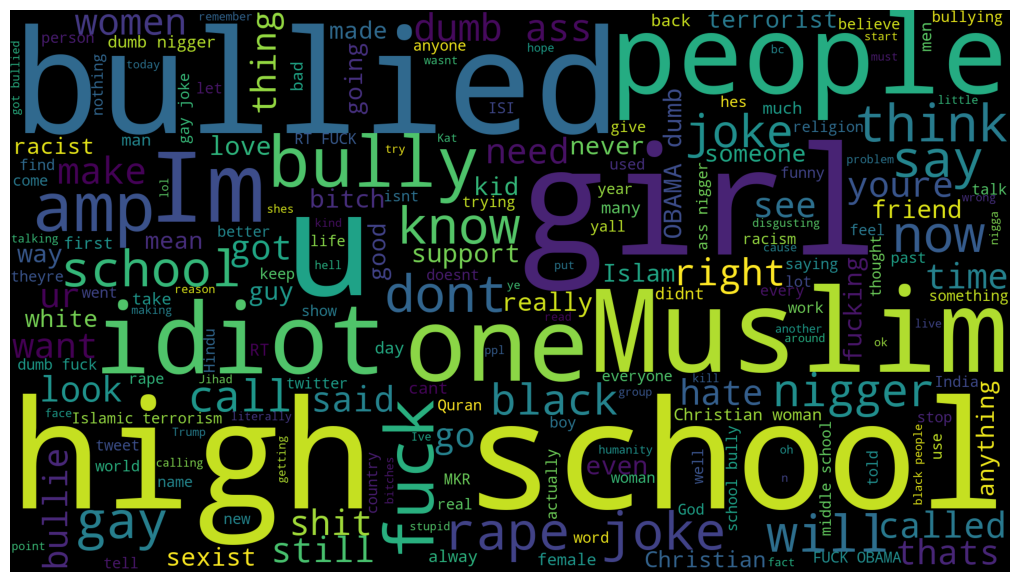 bullied
people
girl
high school
Muslim
idiot
one
u
bully
Im
amp
school
dont
know
think
say
now
joke
dumb ass
women
thing
going
made
person
remember
today
dumb nigger
nothing
got bullied
gay joke
let
bad
anyone
wasnt
hope
ISI
back
terrorist
believe
start
bullying
men
must
bc
little
much
hes
give
dumb
OBAMA
racist
man
find
come
make
lol
love
RT FUCK
try
Kat
need
never
used
someone
religion
problem
funny
youre
talk
wrong
bitch
isnt
kid
trying
shes
kind
year
many
yall
ass nigger
see
disgusting
racism
cause
friend
feel
nigga
mean
first
better
life
hell
good
support
way
talking
theyre
went
got
guy
keep
reason
making
take
ur
white
want
dumb fuck
Hindu
RT
show
day
doesnt
ye
really
read
put
didnt
Islam
right
every
lot
saying
work
another
around
thought
past
fucking
ok
time
something
live
look
rape
Jihad
call
twitter
said
cant
Quran
ppl
everyone
group
black
hate
kill
nigger
India
stop
use
anything
face
Islamic terrorism
literally
Trump
tweet
world
calling
name
getting
country
bitches
fuck
Ive
go
boy
MKR
real
stupid
actually
humanity
woman
even
Christian woman
well
God
school bully
oh
n
middle school
told
black people
bullie
gay
new
shit
still
sexist
point
tell
alway
rape joke
word
female
Christian
fact
will
FUCK OBAMA
called
thats